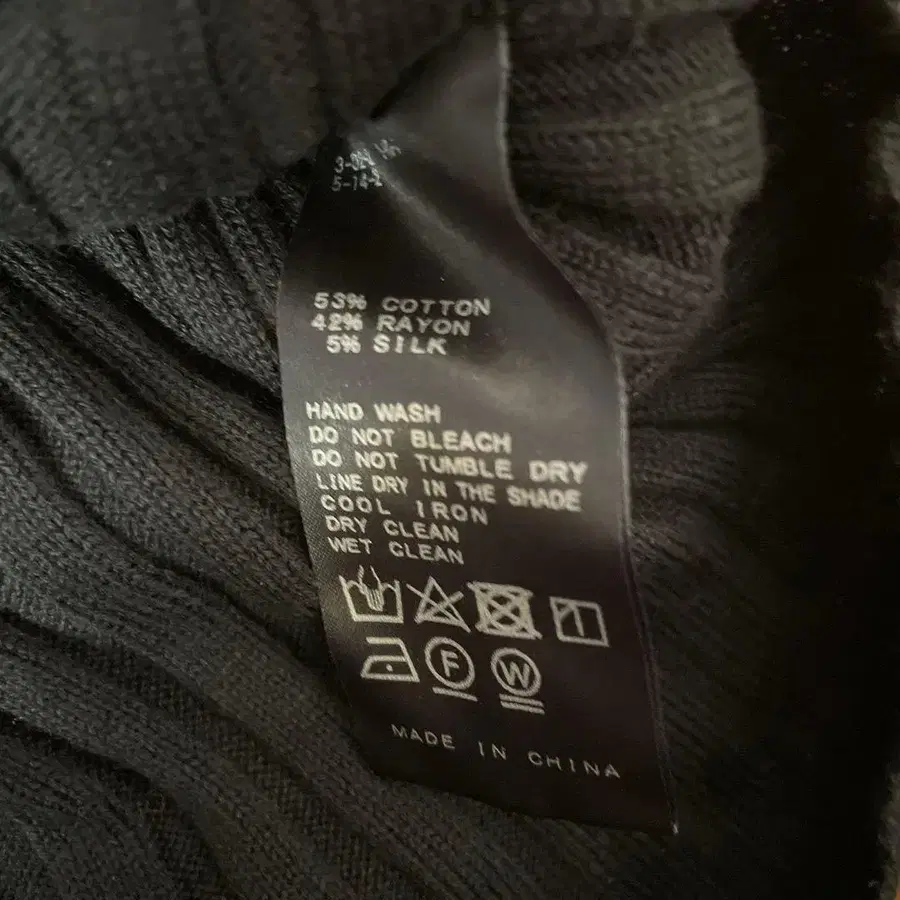 53% COTTON
42% RAYON
5% SILK
HAND WASH
DO NOT BLEACH
DO NOT TUMBLE DRY
LINE DRY IN THE SHADE
COOL IRON
DRY CLEAN
WET CLEAN
F W
MADE IN CHINA